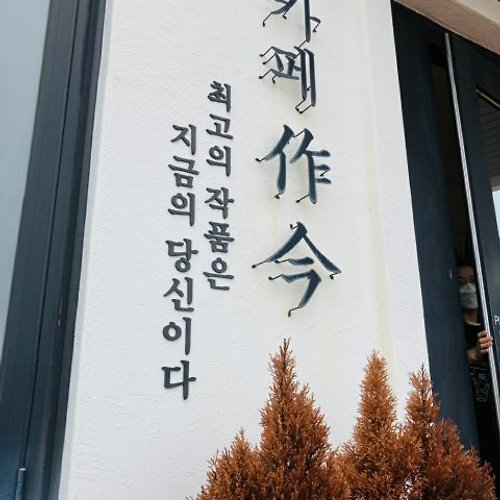 카페 作今
최고의 작품은
지금의 당신이다